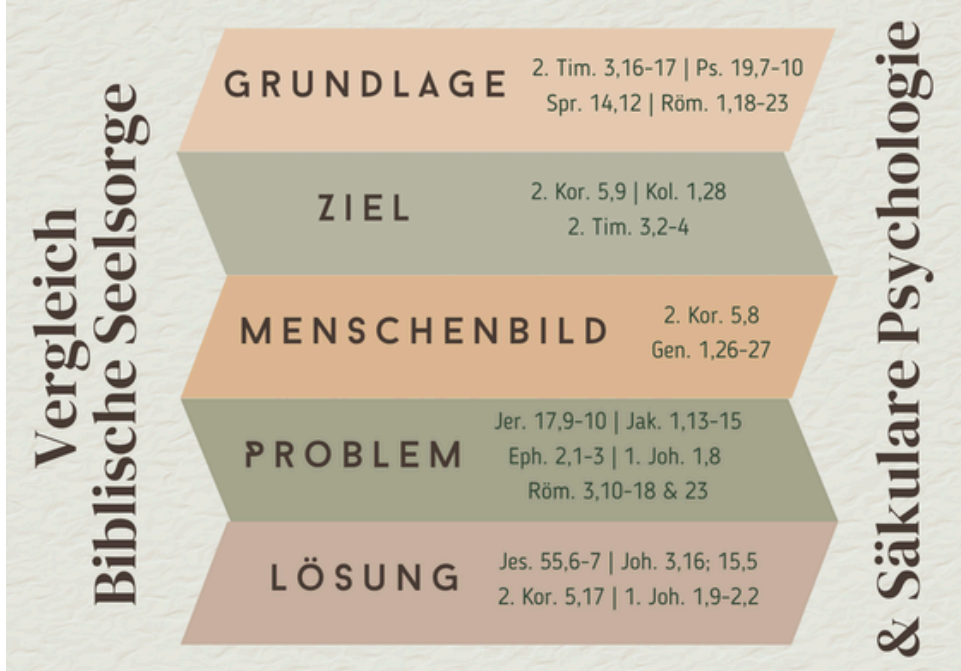 Vergleich
Biblische Seelsorge
GRUNDLAGE
2. Tim. 3,16-17 | Ps. 19,7-10
Spr. 14,12 | Röm. 1,18-23
ZIEL
2. Kor. 5,9 | Kol. 1,28
2. Tim. 3,2-4
MENSCHENBILD
2. Kor. 5,8
Gen. 1,26-27
PROBLEM
Jer. 17,9-10 | Jak. 1,13-15
Eph. 2,1-3 | 1. Joh. 1,8
Röm. 3,10-18 & 23
LÖSUNG
Jes. 55,6-7 | Joh. 3,16; 15,5
2. Kor. 5,17 | 1. Joh. 1,9-2,2
& Säkulare Psychologie